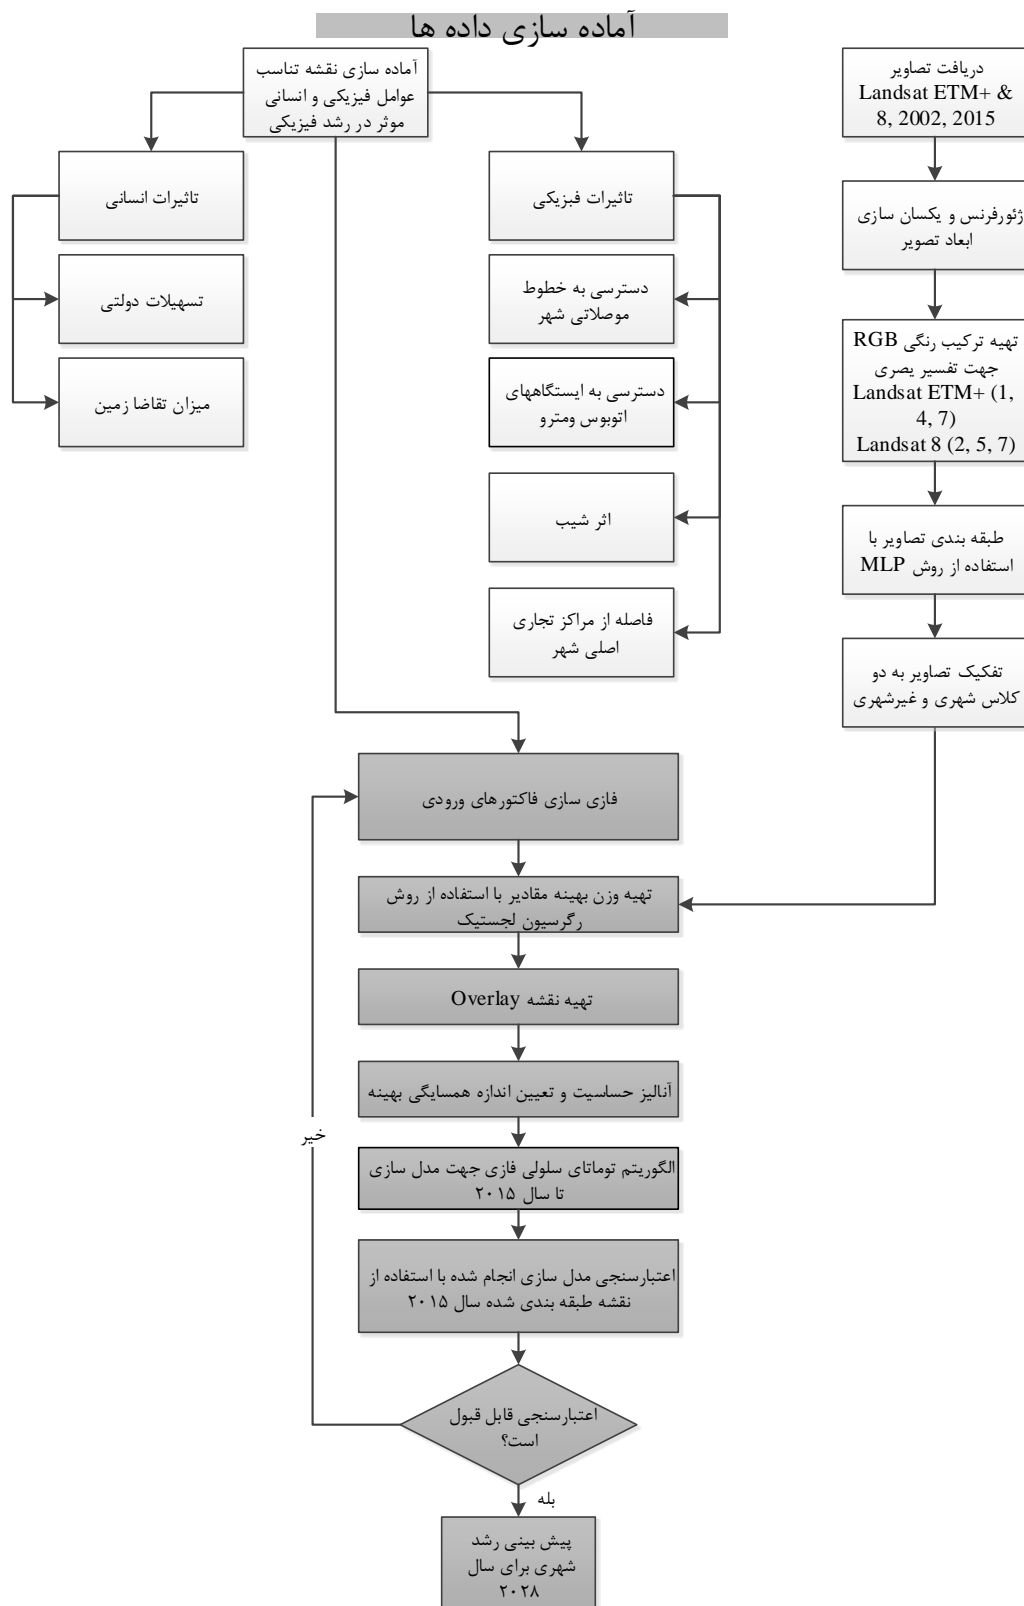 آماده سازی داده ها
آماده سازی نقشه تناسب
عوامل فیزیکی و انسانی
موثر در رشد فیزیکی
دریافت تصاویر
Landsat ETM+ &
8, 2002, 2015
تاثیرات انسانی
تاثیرات فبزیکی
ژئورفرنس و یکسان سازی
ابعاد تصویر
تسهیلات دولتی
دسترسی به خطوط
موصلاتی شهر
تهیه ترکیب رنگی RGB
جهت تفسیر یصری
Landsat ETM+ (1,
4, 7)
Landsat 8 (2, 5, 7)
میزان تقاضا زمین
دسترسی به ایستگاههای
اتوبوس ومترو
اثر شیب
طبقه بندی تصاویر با
استفاده از روش MLP
فاصله از مراکز تجاری
اصلی شهر
تفکیک تصاویر به دو
کلاس شهری و غیرشهری
فازی سازی فاکتورهای ورودی
تهیه وزن بهینه مقادیر با استفاده از روش
رگرسیون لجستیک
تهیه نقشه Overlay
آنالیز حساسیت و تعیین اندازه همسایگی بهینه
خیر
الگوریتم توماتای سلولی فازی جهت مدل سازی
تا سال ۲۰۱۵
اعتبارسنجی مدل سازی انجام شده با استفاده از
نقشه طبقه بندی شده سال ۲۰۱۵
اعتبارسنجی قابل قبول
است؟
بله
پیش بینی رشد
شهری برای سال
۲۰۲۸